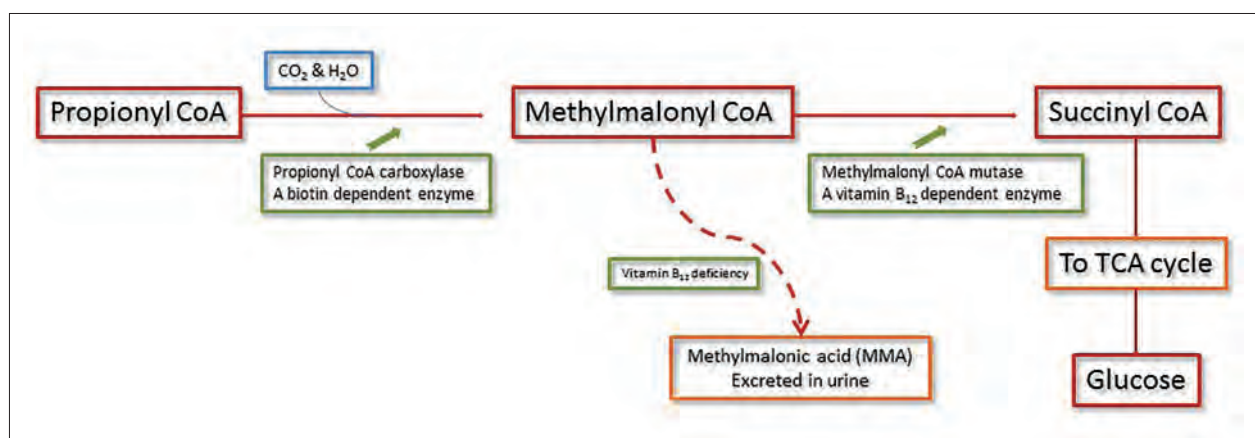 CO₂ & H₂O
Propionyl CoA
Methylmalonyl CoA
Succinyl CoA
Propionyl CoA carboxylase
A biotin dependent enzyme
Methylmalonyl CoA mutase
A vitamin B₁₂ dependent enzyme
To TCA cycle
Vitamin B₁₂ deficiency
Methylmalonic acid (MMA)
Excreted in urine
Glucose